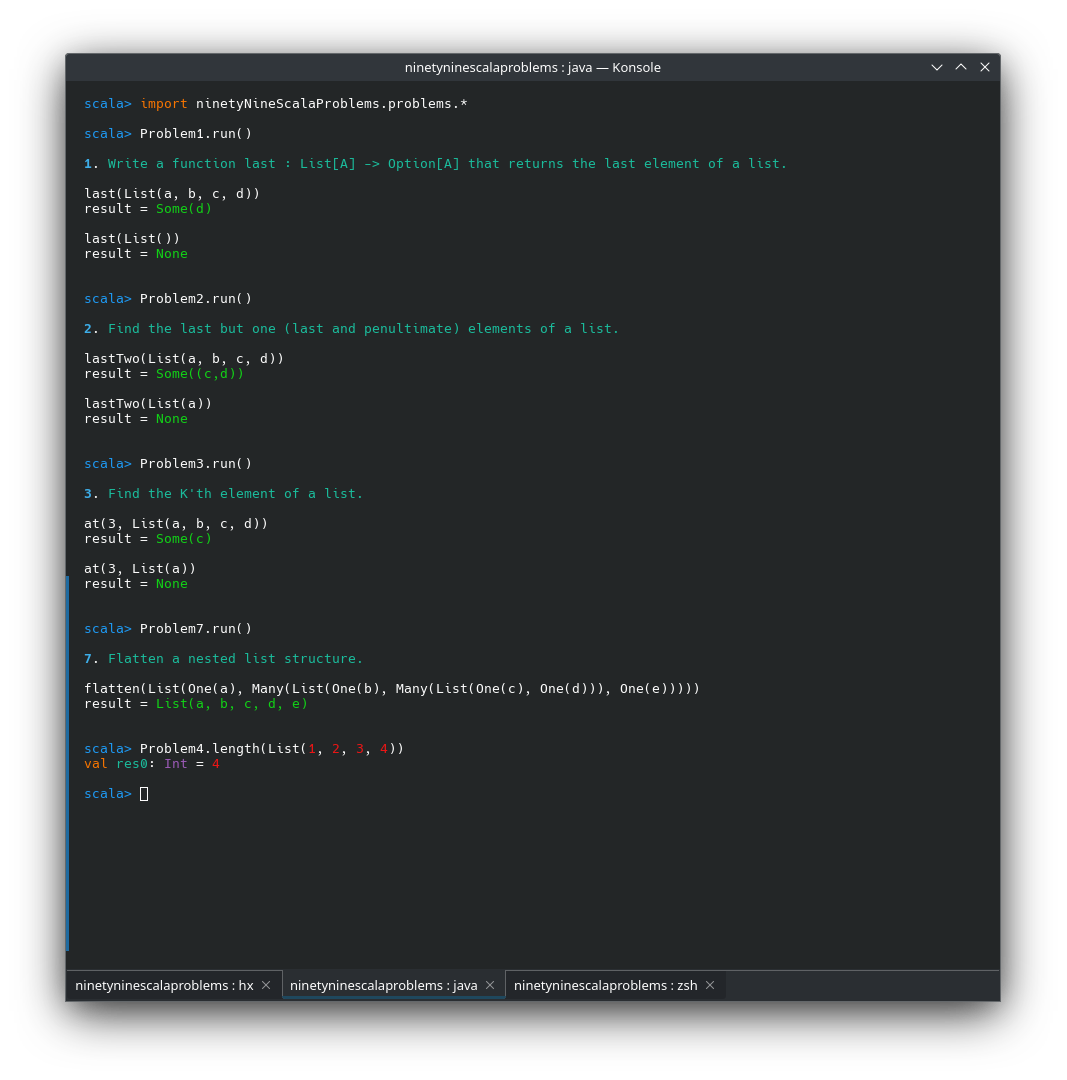 ninetyninescalaproblems : java — Konsole
scala> import ninetyNineScalaProblems.problems.*
scala> Problem1.run()
1. Write a function last : List[A] -> Option[A] that returns the last element of a list.
last(List(a, b, c, d))
result = Some(d)
last(List())
result = None
scala> Problem2.run()
2. Find the last but one (last and penultimate) elements of a list.
lastTwo(List(a, b, c, d))
result = Some((c,d))
lastTwo(List(a))
result = None
scala> Problem3.run()
3. Find the K'th element of a list.
at(3, List(a, b, c, d))
result = Some(c)
at(3, List(a))
result = None
scala> Problem7.run()
7. Flatten a nested list structure.
flatten(List(One(a), Many(List(One(b), Many(List(One(c), One(d))), One(e)))))
result = List(a, b, c, d, e)
scala> Problem4.length(List(1, 2, 3, 4))
val res0: Int = 4
scala>
ninetyninescalaproblems : hx ninetyninescalaproblems : java ninetyninescalaproblems : zsh